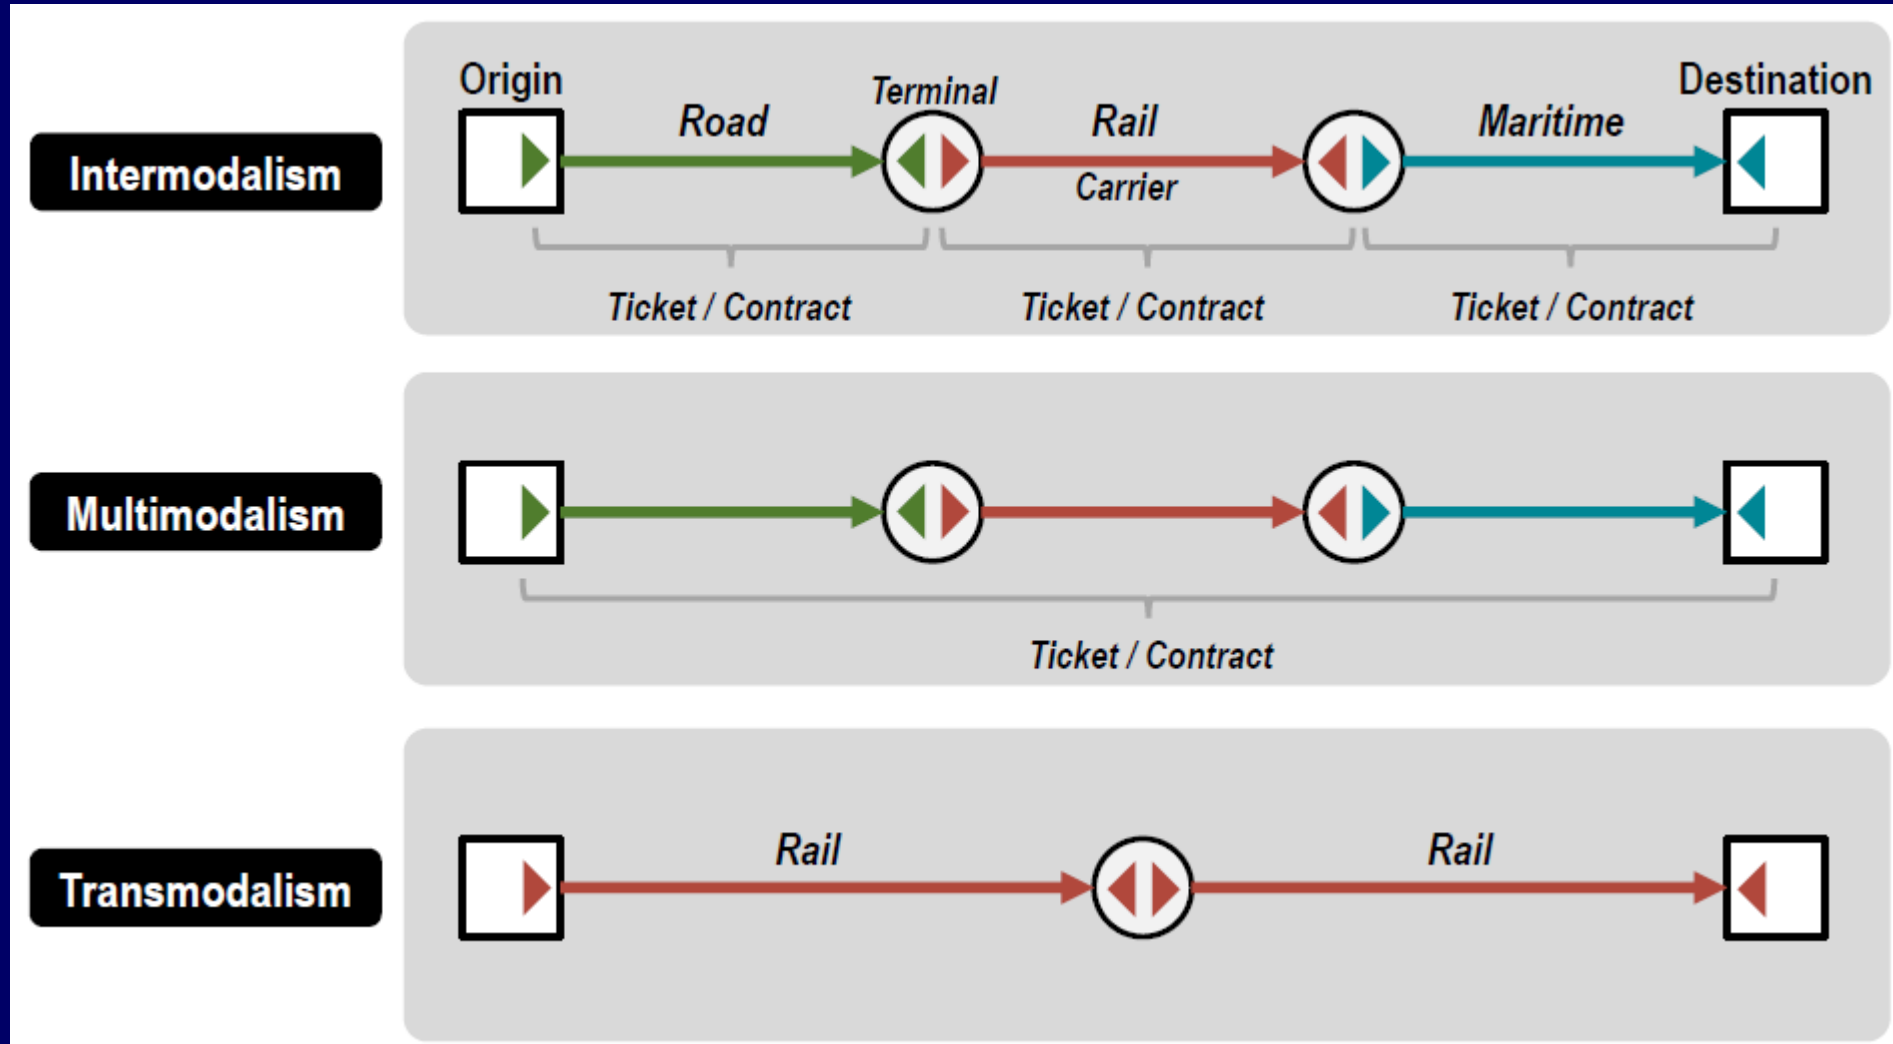 Origin
Terminal
Destination
Road
Rail
Maritime
Intermodalism
Carrier
Ticket / Contract
Ticket / Contract
Ticket / Contract
Multimodalism
Ticket / Contract
Rail
Rail
Transmodalism